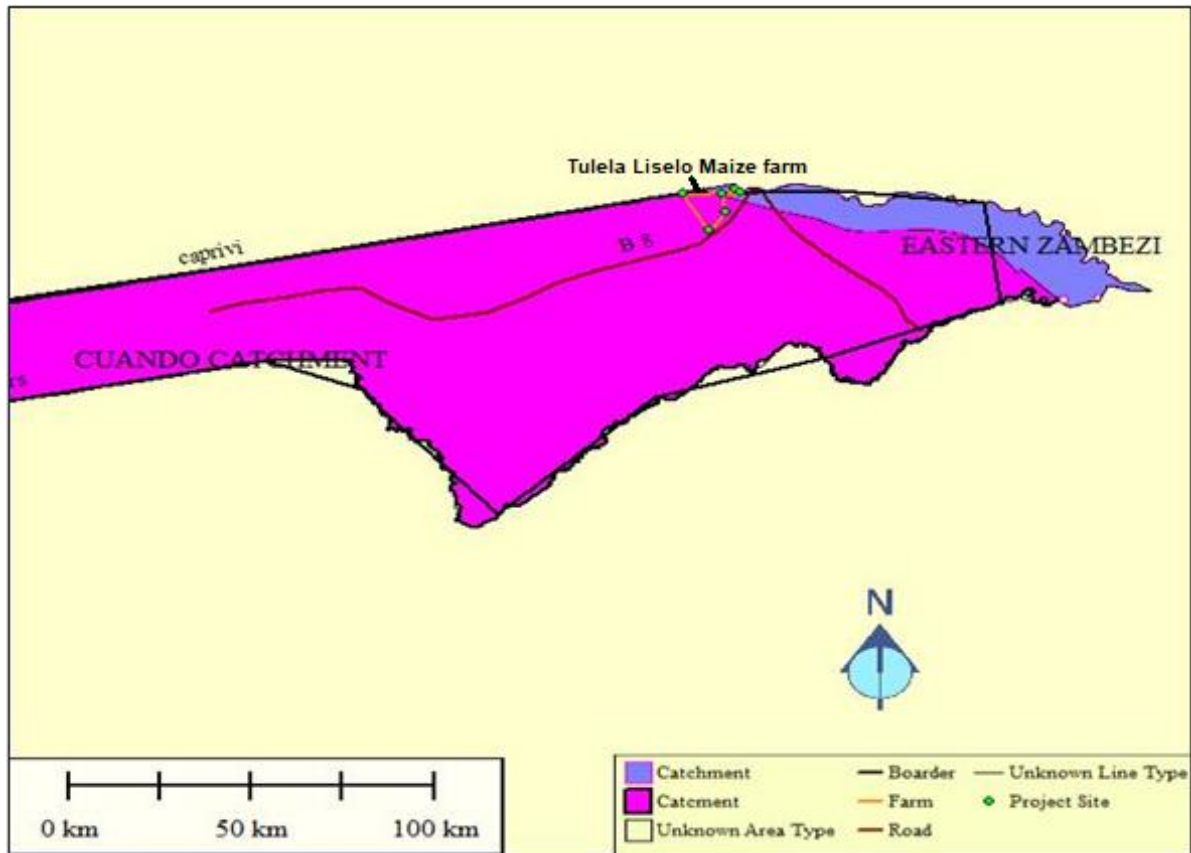 Tulela Liselo Maize farm
caprivi
B 8
EASTERN ZAMBEZI
CUANDO CATCHMENT
rs
N
0 km 50 km 100 km
Catchment
Catcment
Unknown Area Type
Boarder
Farm
Road
Unknown Line Type
Project Site